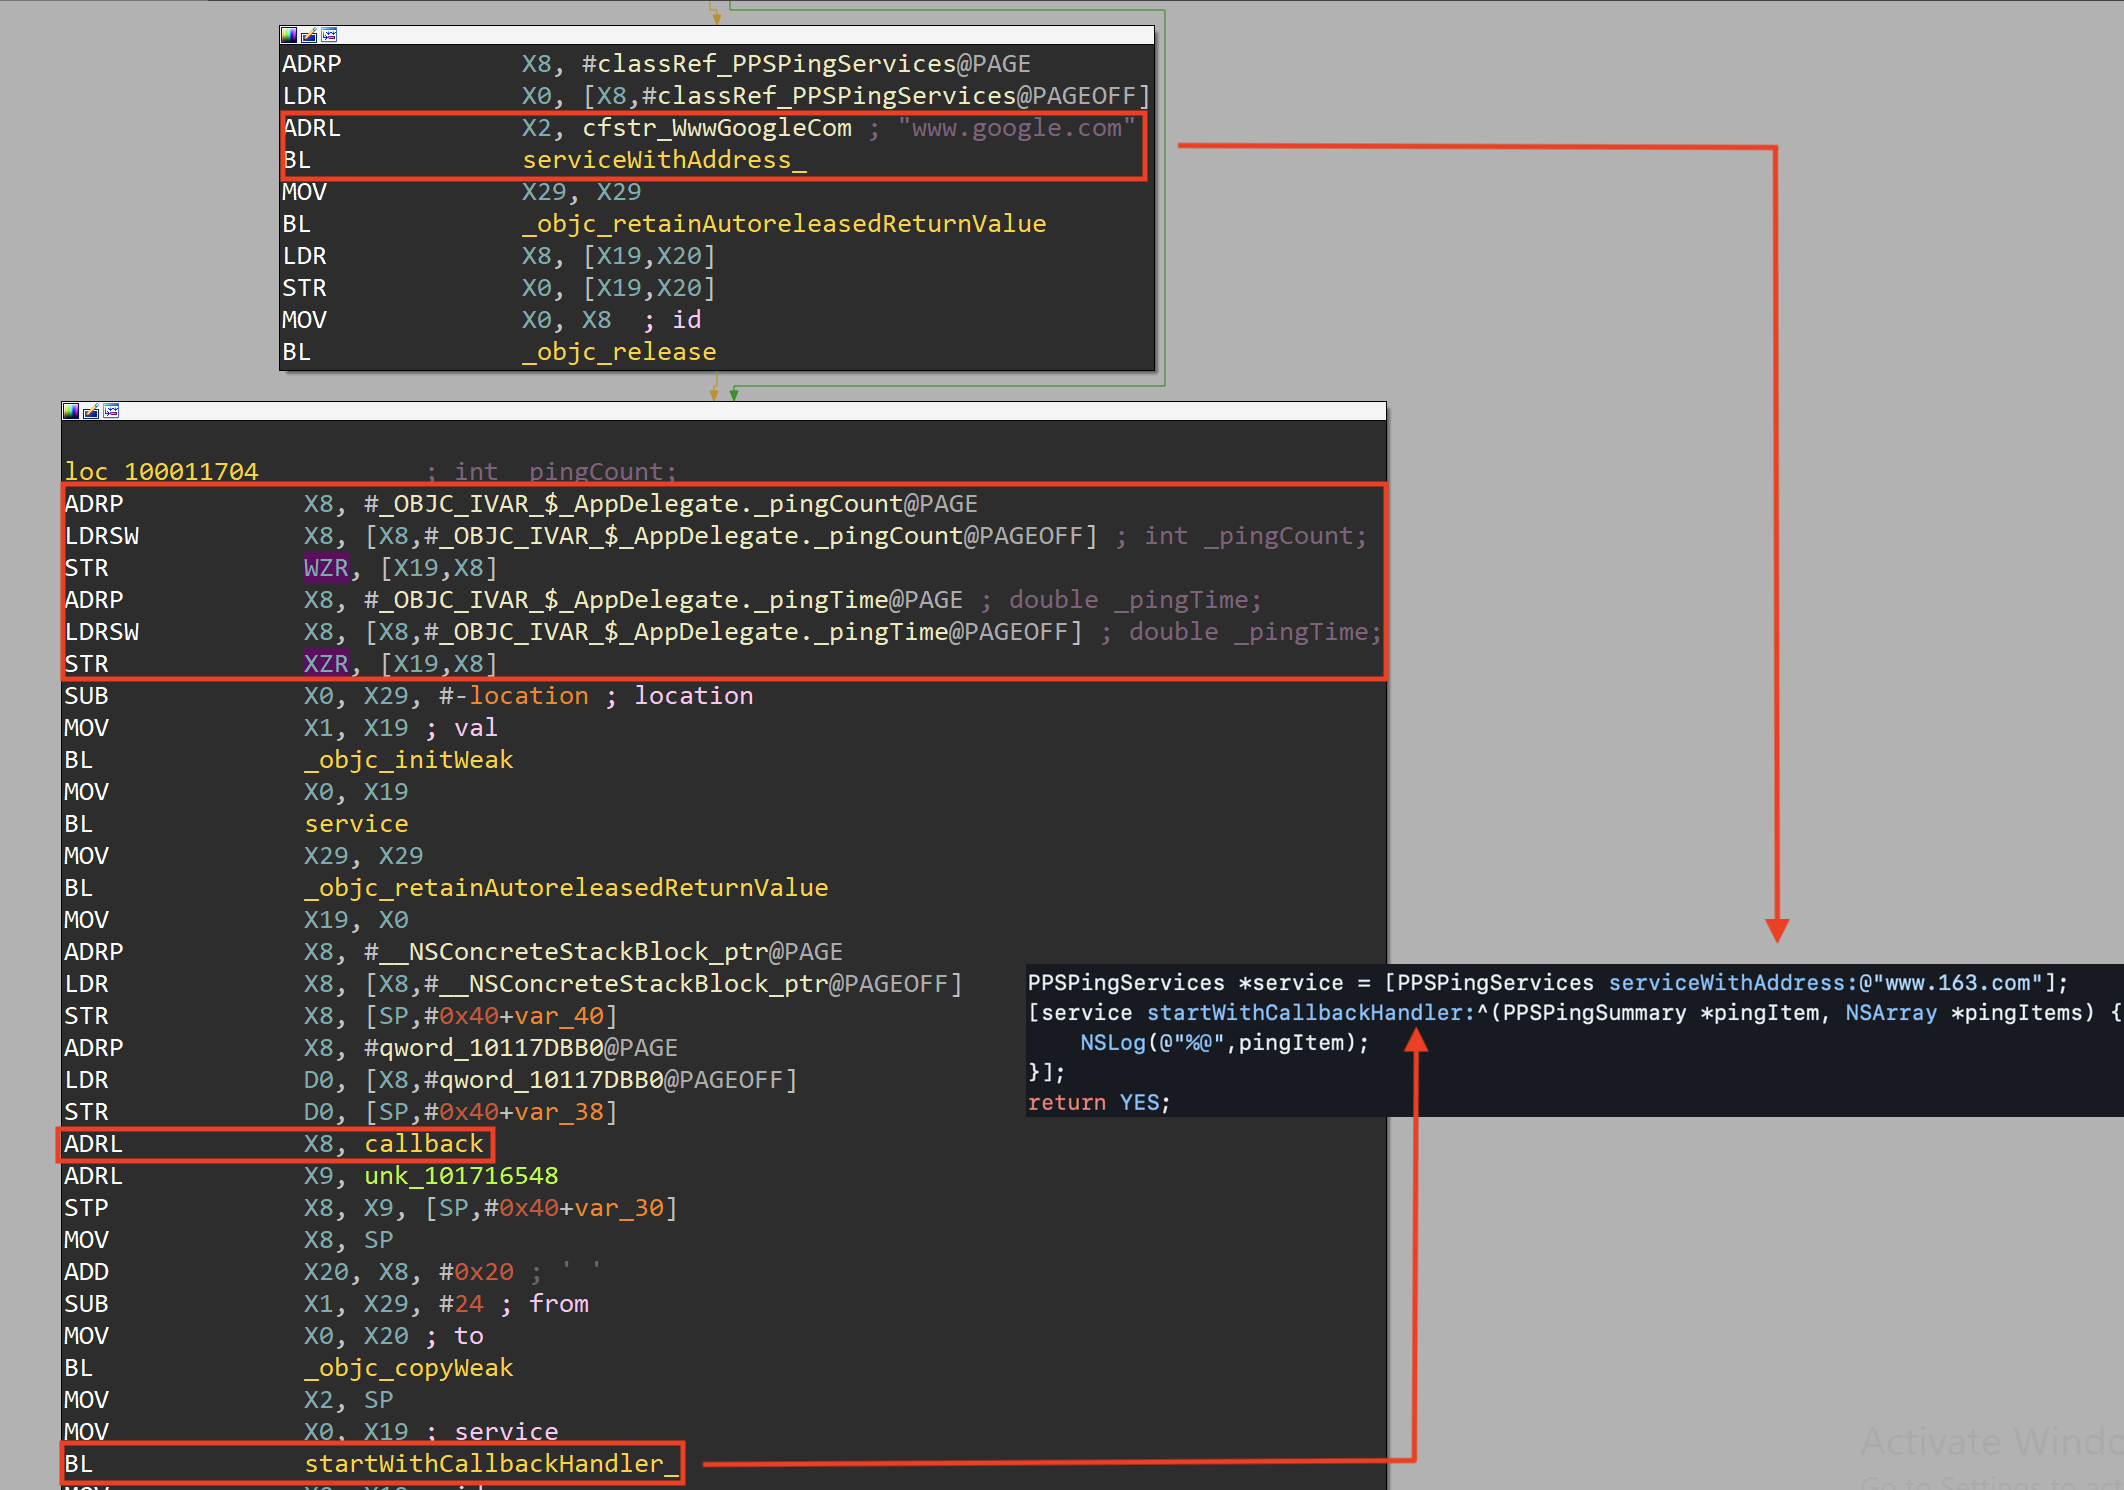 ADRP X8, #classRef_PPSPingServices@PAGE
LDR X0, [X8,#classRef_PPSPingServices@PAGEOFF]
ADRL X2, cfstr_WwwGoogleCom ; "www.google.com"
BL serviceWithAddress_
MOV X29, X29
BL _objc_retainAutoreleasedReturnValue
LDR X8, [X19,X20]
STR X0, [X19,X20]
MOV X0, X8 ; id
BL _objc_release
loc_100011704 ; int _pingCount;
ADRP X8, #_OBJC_IVAR_$_AppDelegate._pingCount@PAGE
LDRSW X8, [X8,#_OBJC_IVAR_$_AppDelegate._pingCount@PAGEOFF] ; int _pingCount;
STR WZR, [X19,X8]
ADRP X8, #_OBJC_IVAR_$_AppDelegate._pingTime@PAGE ; double _pingTime;
LDRSW X8, [X8,#_OBJC_IVAR_$_AppDelegate._pingTime@PAGEOFF] ; double _pingTime;
STR XZR, [X19,X8]
SUB X0, X29, #-location ; location
MOV X1, X19 ; val
BL _objc_initWeak
MOV X0, X19
BL service
MOV X29, X29
BL _objc_retainAutoreleasedReturnValue
MOV X19, X0
ADRP X8, #__NSConcreteStackBlock_ptr@PAGE
LDR X8, [X8,#__NSConcreteStackBlock_ptr@PAGEOFF]
STR X8, [SP,#0x40+var_40]
ADRP X8, #qword_10117DBB0@PAGE
LDR D0, [X8,#qword_10117DBB0@PAGEOFF]
STR D0, [SP,#0x40+var_38]
ADRL X8, callback
ADRL X9, unk_101716548
STP X8, X9, [SP,#0x40+var_30]
MOV X8, SP
ADD X20, X8, #0x20 ; ' '
SUB X1, X29, #24 ; from
MOV X0, X20 ; to
BL _objc_copyWeak
MOV X2, SP
MOV X0, X19 ; service
BL startWithCallbackHandler_
PPSPingServices *service = [PPSPingServices serviceWithAddress:@"www.163.com"];
[service startWithCallbackHandler:^(PPSPingSummary *pingItem, NSArray *pingItems) {
NSLog(@"%@",pingItem);
}];
return YES;
Activate